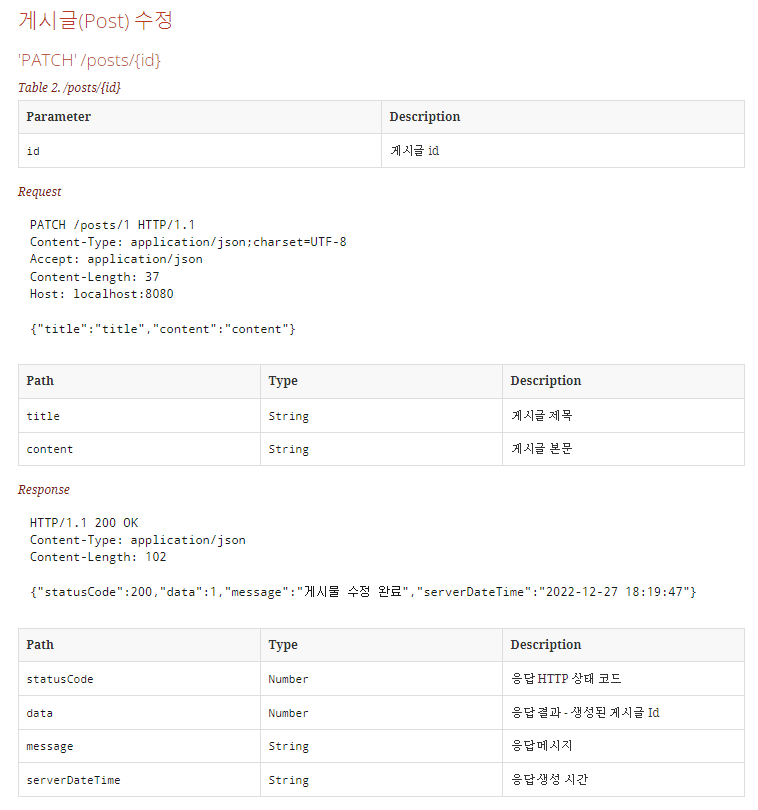 게시글(Post) 수정
'PATCH' /posts/{id}
Table 2. /posts/{id}
Parameter Description
id 게시글 id
Request
PATCH /posts/1 HTTP/1.1
Content-Type: application/json;charset=UTF-8
Accept: application/json
Content-Length: 37
Host: localhost:8080
{"title":"title","content":"content"}
Path Type Description
title String 게시글 제목
content String 게시글 본문
Response
HTTP/1.1 200 OK
Content-Type: application/json
Content-Length: 102
{"statusCode":200,"data":1,"message":"게시물 수정 완료","serverDateTime":"2022-12-27 18:19:47"}
Path Type Description
statusCode Number 응답 HTTP 상태 코드
data Number 응답 결과 - 생성된 게시글 Id
message String 응답 메시지
serverDateTime String 응답 생성 시간